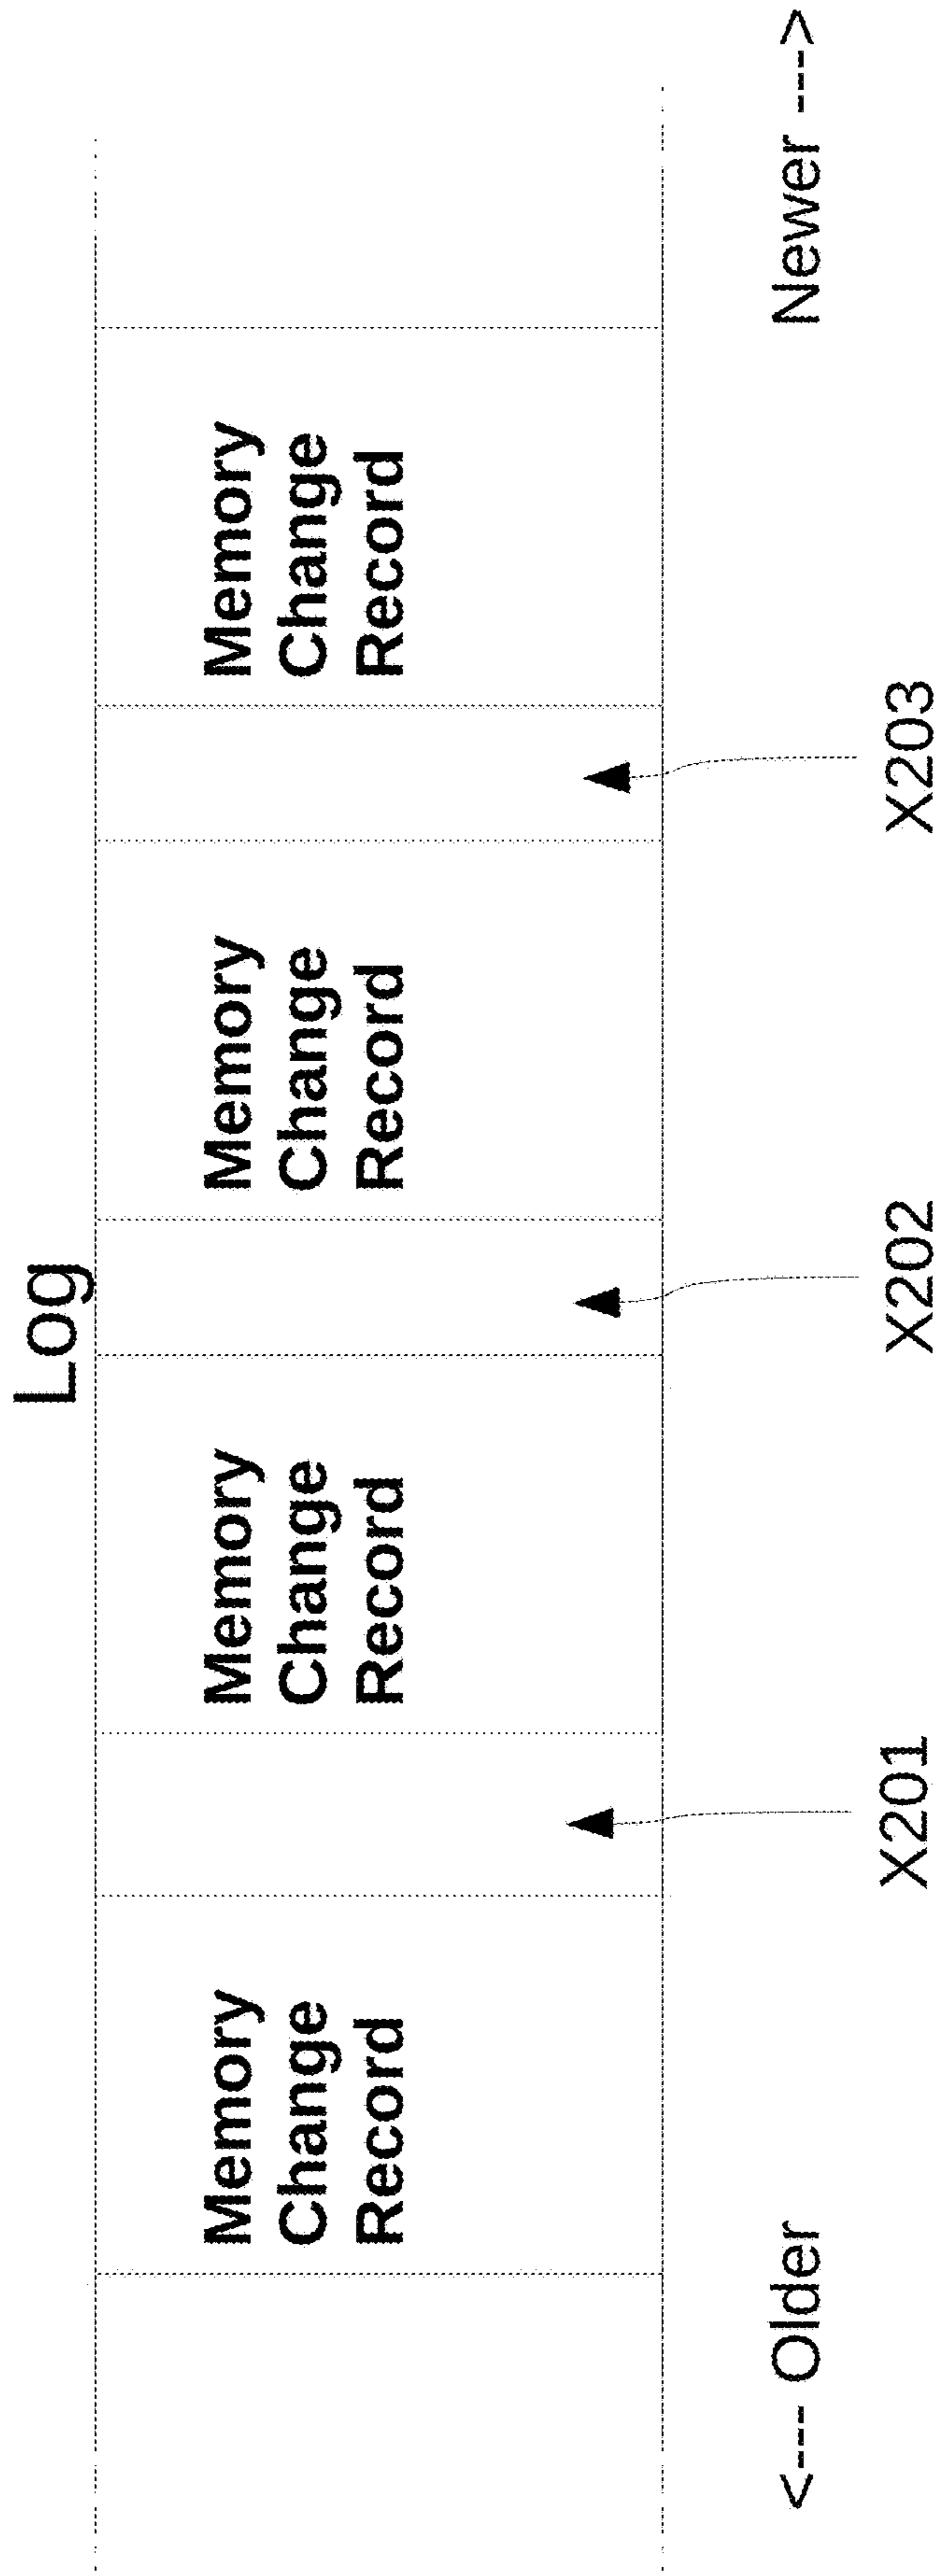 Log
Memory
Change
Record
Memory
Change
Record
Memory
Change
Record
Memory
Change
Record
<--- Older
Newer --->
X201
X202
X203